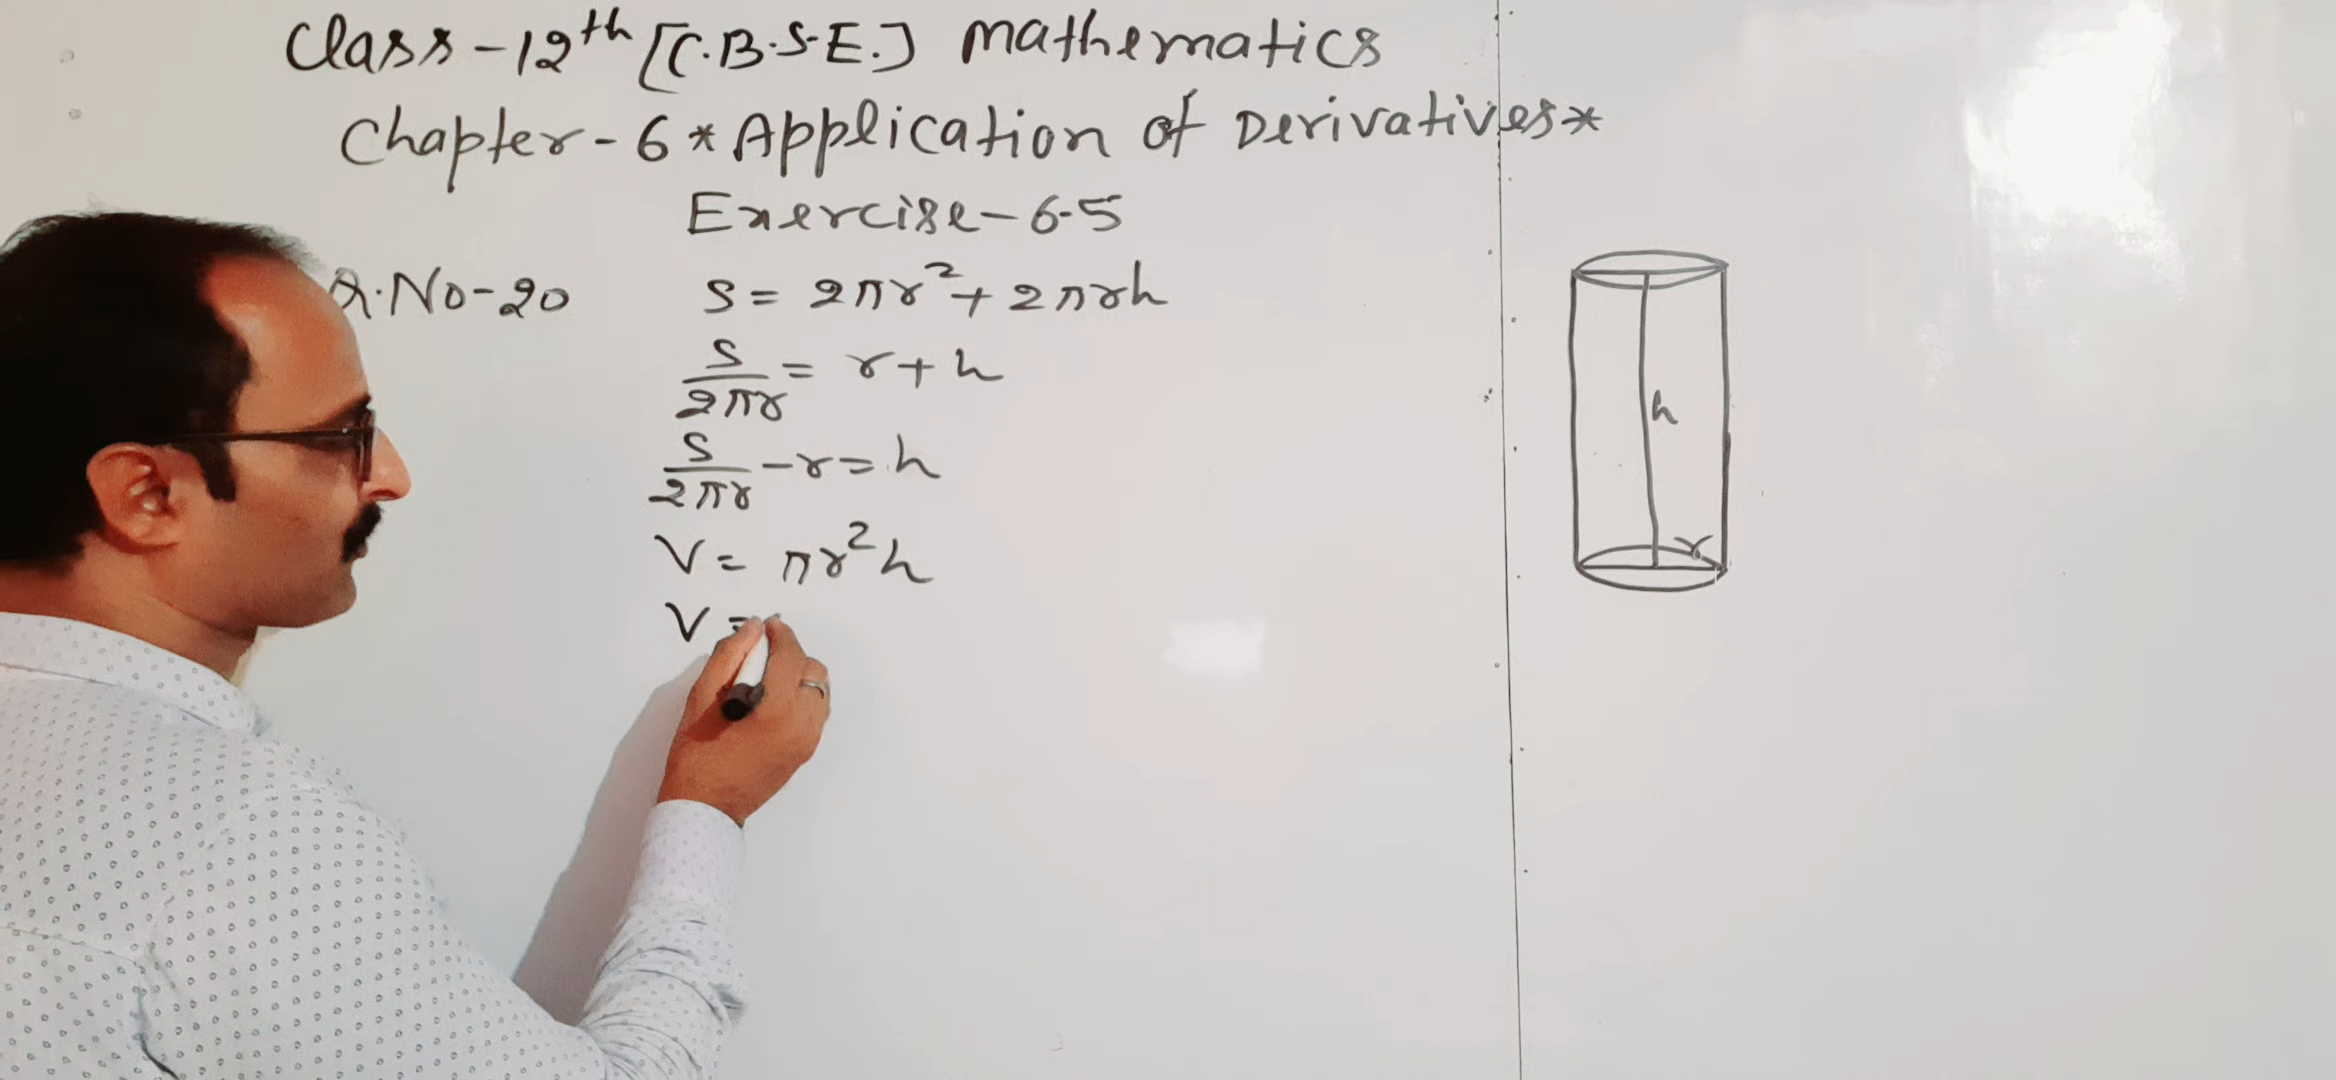 Class-12th [C.B.S.E.] Mathematics
Chapter-6 * Application of Derivatives *
Exercise-6.5
Q.No-20 S = 2πr² + 2πrh
S/2πr = r + h
S/2πr - r = h
V = πr²h
V =
h
r